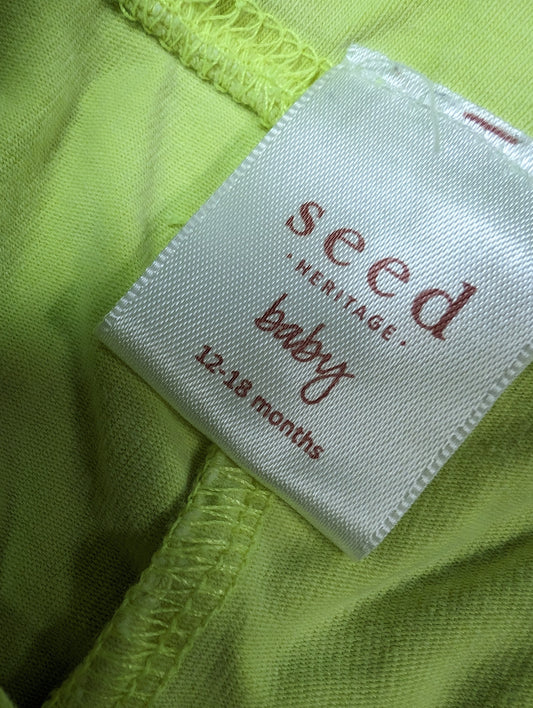 seed
·HERITAGE·
baby
12-18 months